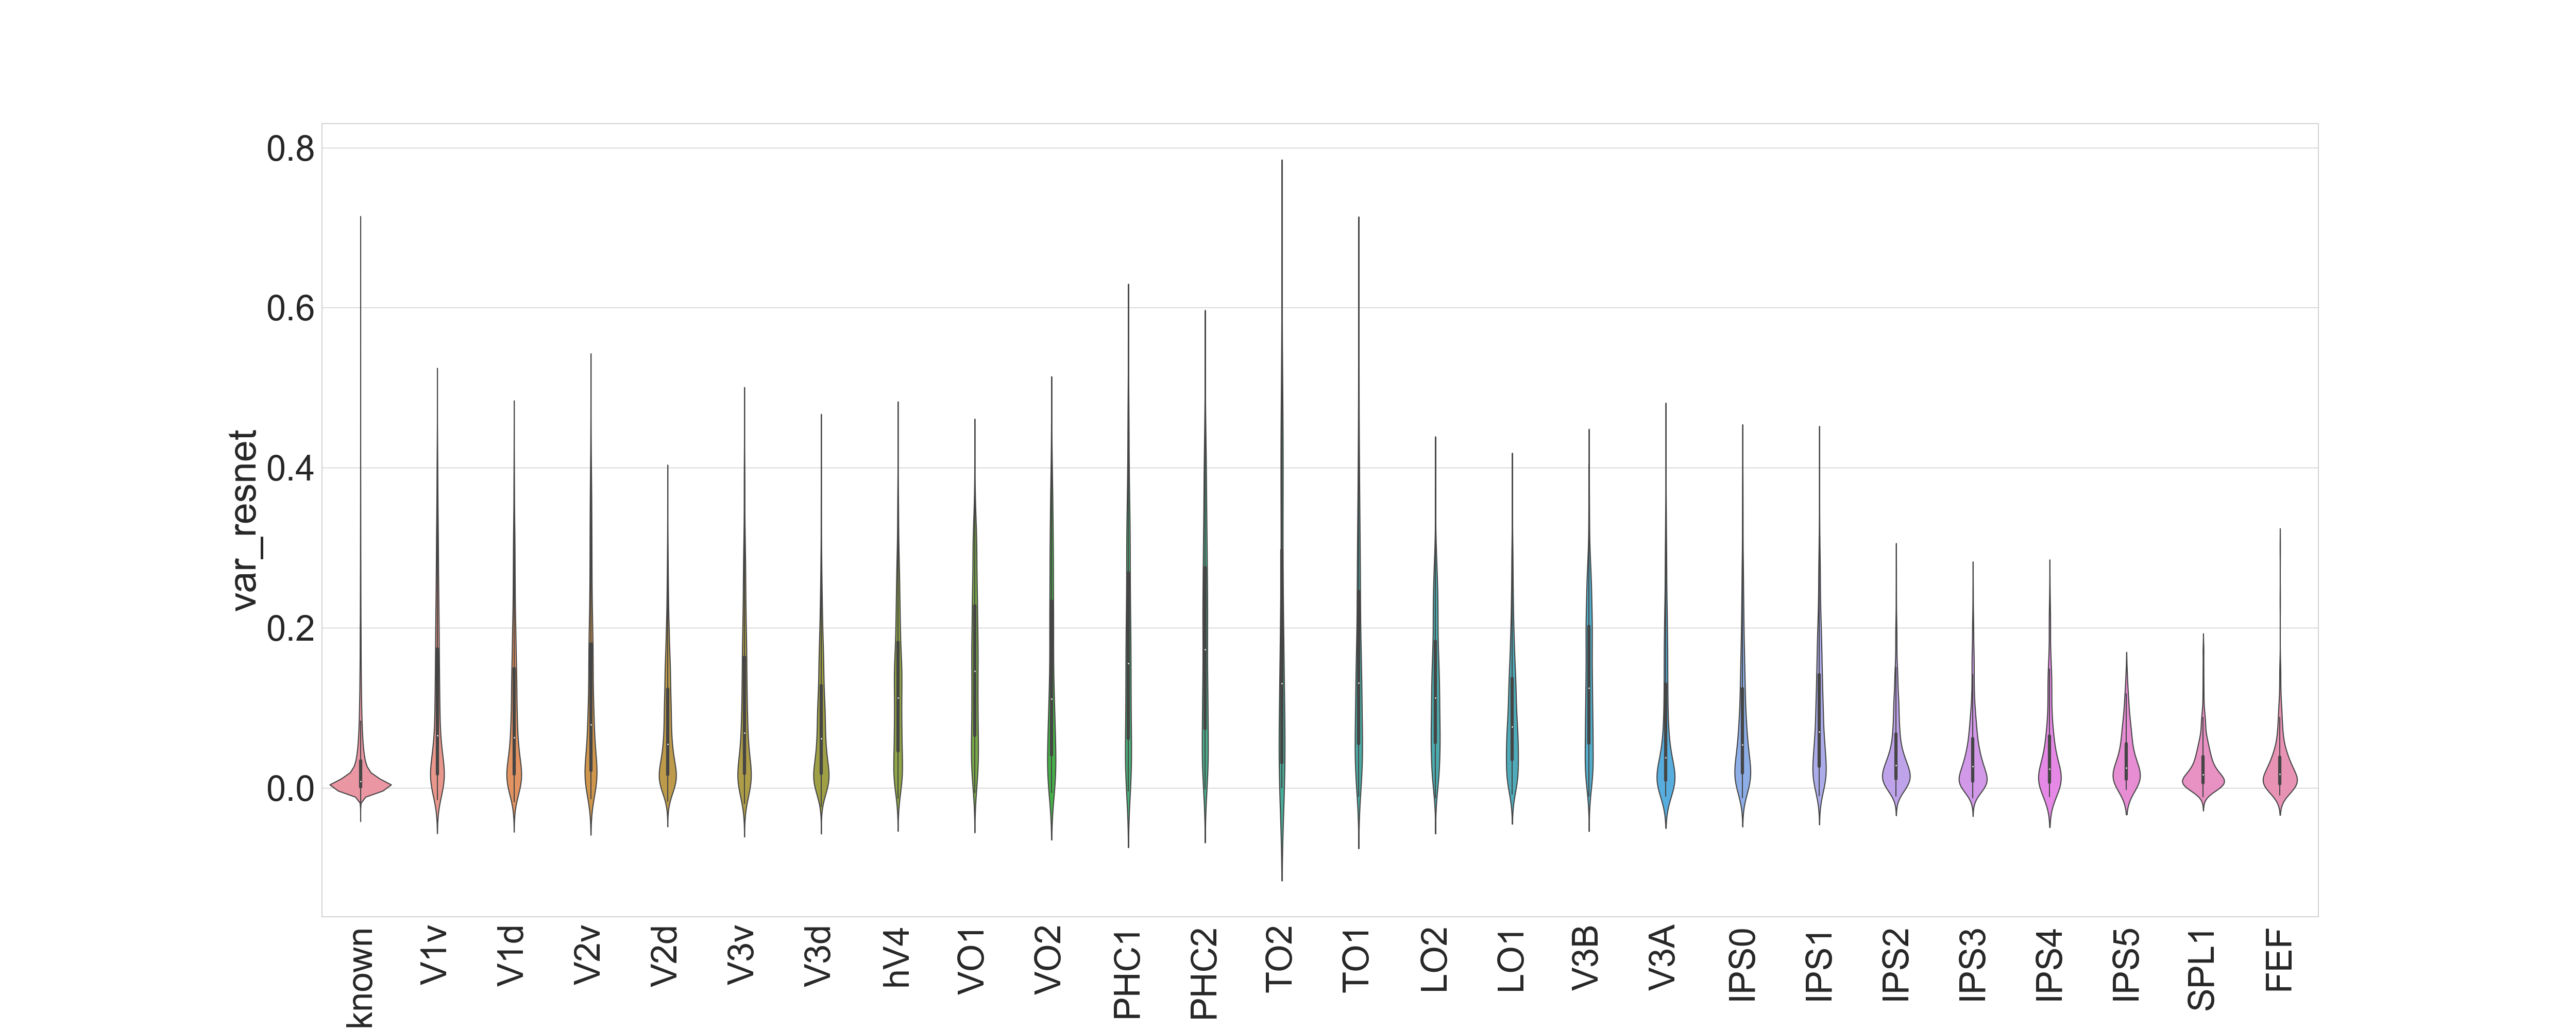 0.8
0.6
0.4
0.2
0.0
var_resnet
known
V1v
V1d
V2v
V2d
V3v
V3d
hV4
VO1
VO2
PHC1
PHC2
TO2
TO1
LO2
LO1
V3B
V3A
IPS0
IPS1
IPS2
IPS3
IPS4
IPS5
SPL1
FEF